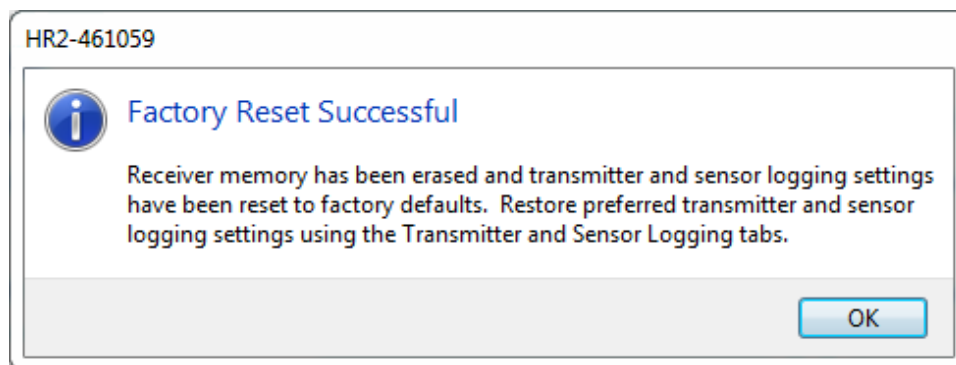 HR2-461059
Factory Reset Successful
Receiver memory has been erased and transmitter and sensor logging settings
have been reset to factory defaults.  Restore preferred transmitter and sensor
logging settings using the Transmitter and Sensor Logging tabs.
OK